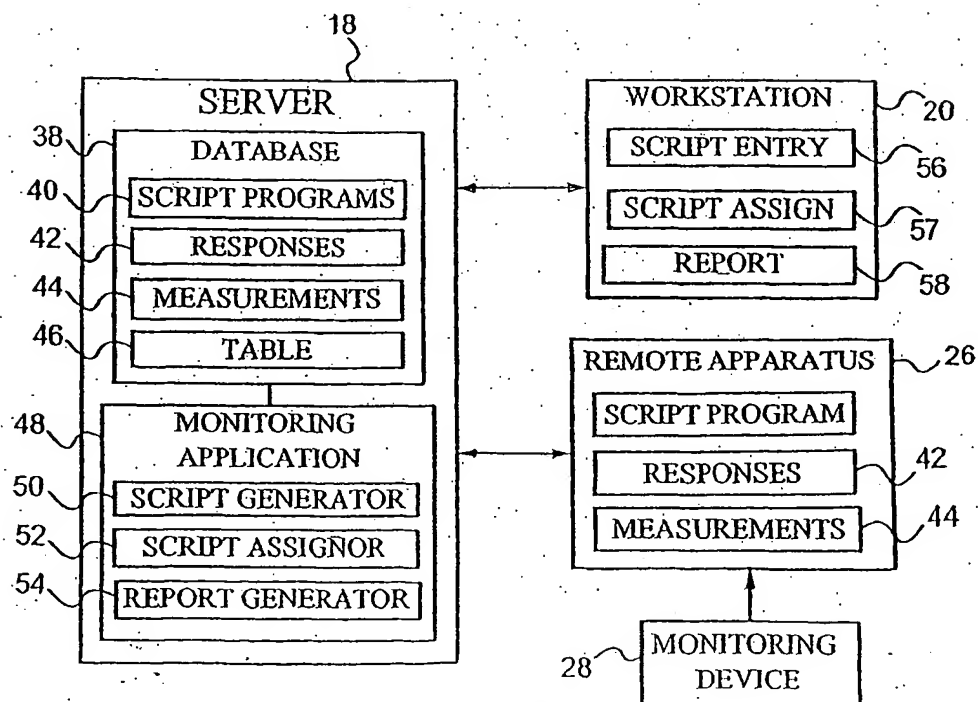 18
SERVER
38
DATABASE
40
SCRIPT PROGRAMS
42
RESPONSES
44
MEASUREMENTS
46
TABLE
48
MONITORING
APPLICATION
50
SCRIPT GENERATOR
52
SCRIPT ASSIGNOR
54
REPORT GENERATOR
WORKSTATION
20
SCRIPT ENTRY
56
SCRIPT ASSIGN
57
REPORT
58
REMOTE APPARATUS
26
SCRIPT PROGRAM
RESPONSES
42
MEASUREMENTS
44
28
MONITORING
DEVICE